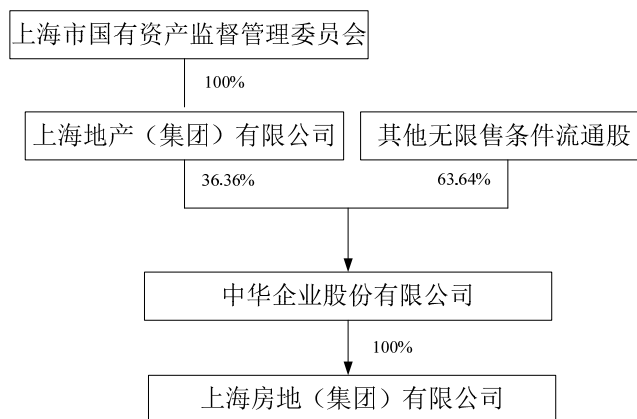 上海市国有资产监督管理委员会
100%
上海地产（集团）有限公司
其他无限售条件流通股
36.36%
63.64%
中华企业股份有限公司
100%
上海房地（集团）有限公司